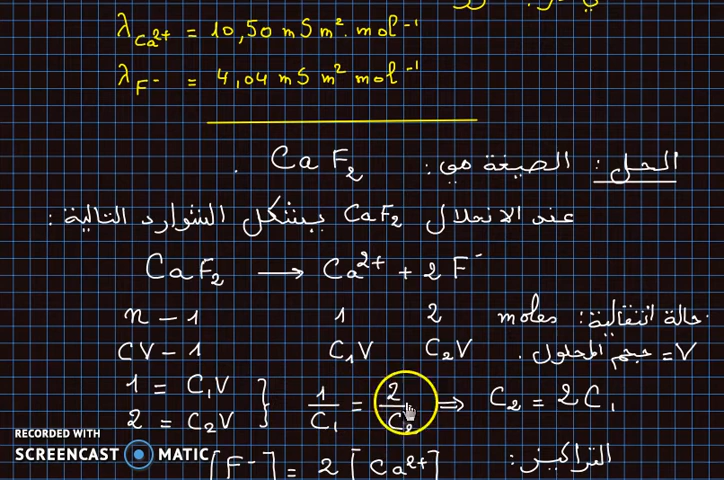 λCa²⁺ = 10,50 mS m². mol⁻¹
λF⁻ = 4,04 mS m² mol⁻¹
الحل : الصيغة هي : CaF₂ .
عند الانحلال CaF₂ يشكل الشوارد التالية :
CaF₂ ⟶ Ca²⁺ + 2F⁻
حالة انتقالية : moles n − 1 1 2
V = حجم المحلول . CV − 1 C₁V C₂V
1 = C₁V
2 = C₂V } 1/C₁ = 2/C₂ ⟹ C₂ = 2C₁
التراكيز :
[F⁻] = 2 [Ca²⁺]
RECORDED WITH
SCREENCAST MATIC